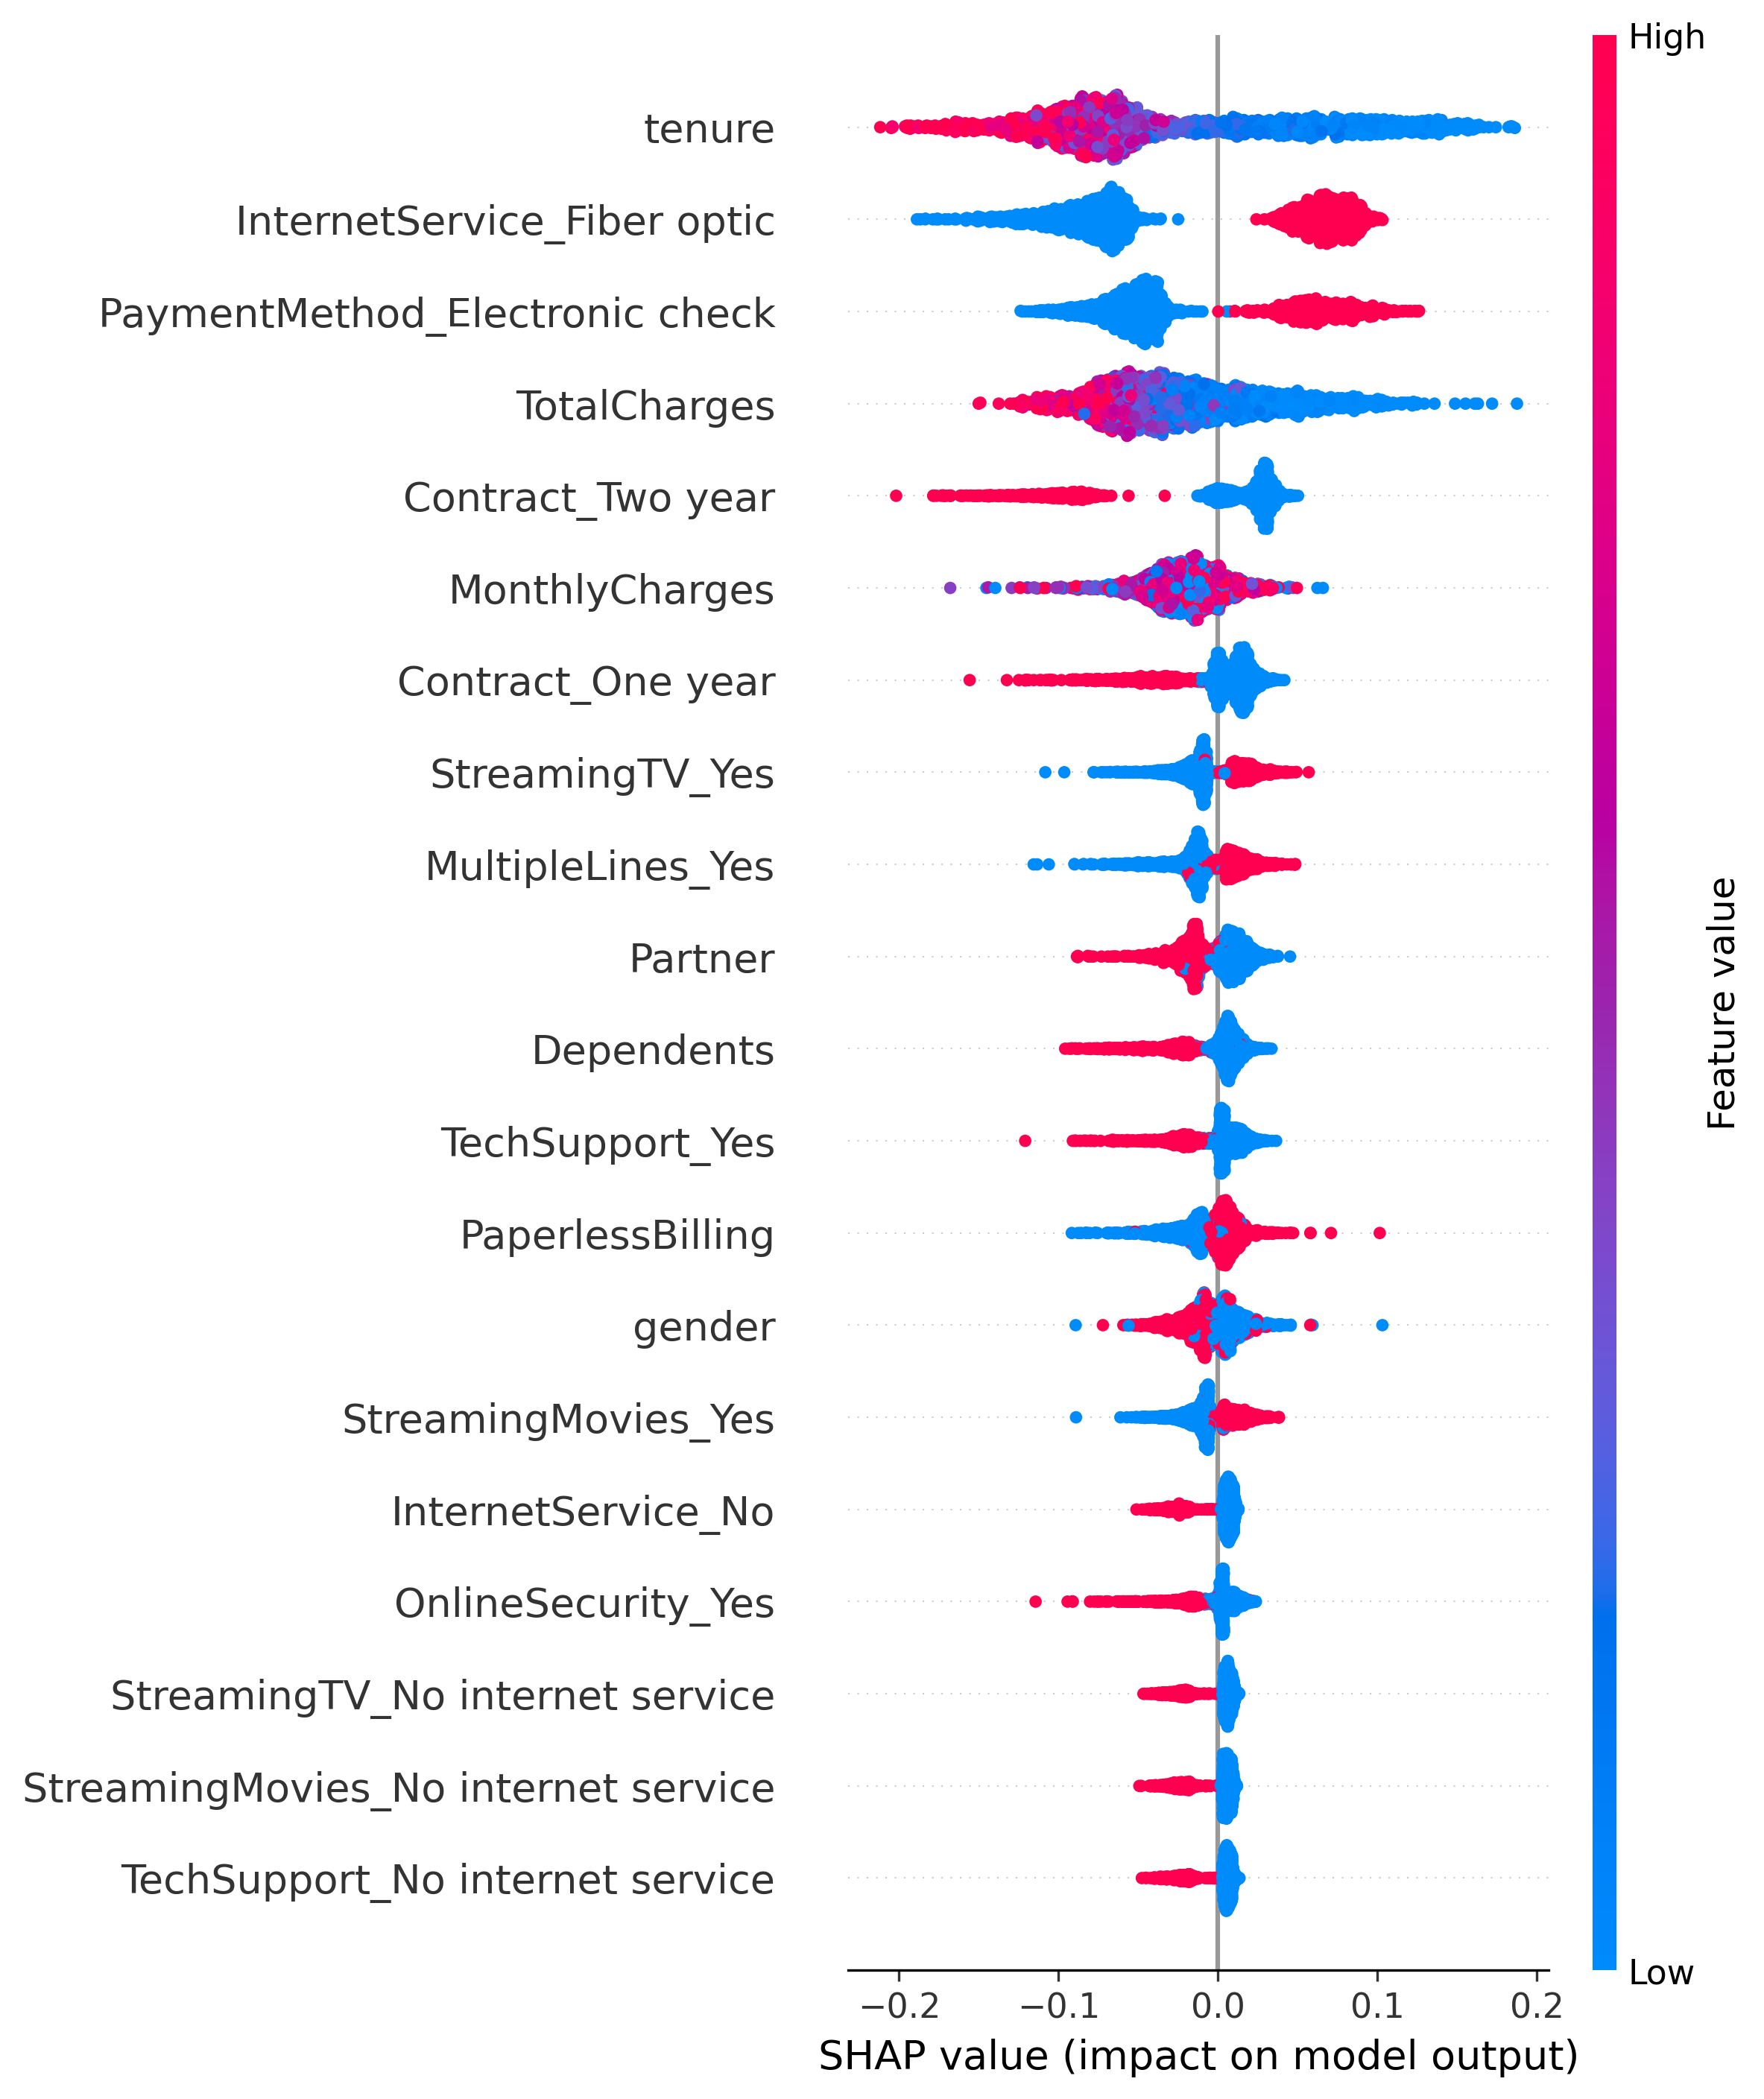 High
tenure
InternetService_Fiber optic
PaymentMethod_Electronic check
TotalCharges
Contract_Two year
MonthlyCharges
Contract_One year
StreamingTV_Yes
MultipleLines_Yes
Partner
Dependents
TechSupport_Yes
PaperlessBilling
gender
StreamingMovies_Yes
InternetService_No
OnlineSecurity_Yes
StreamingTV_No internet service
StreamingMovies_No internet service
TechSupport_No internet service
Feature value
Low
−0.2 −0.1 0.0 0.1 0.2
SHAP value (impact on model output)